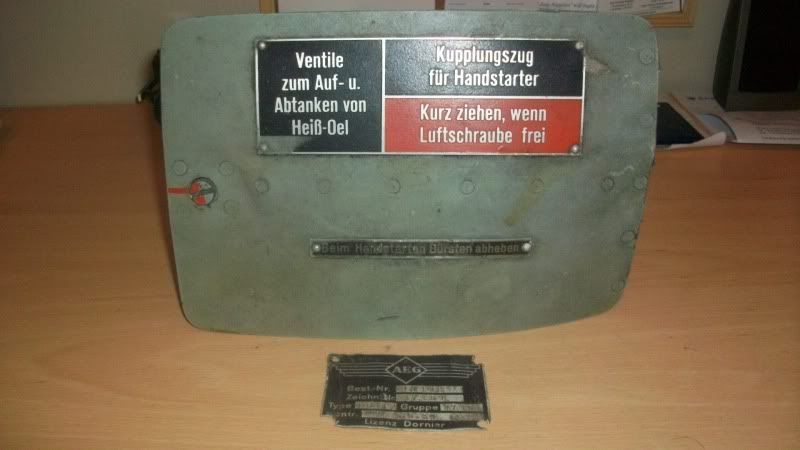 Ventile
zum Auf- u.
Abtanken von
Heiß-Oel
Kupplungszug
für Handstarter
Kurz ziehen, wenn
Luftschraube frei
Beim Handstarten Bürsten abheben
AEG
Best.-Nr.
Zeichn. Nr.
Type
Gruppe
Lizenz Dornier